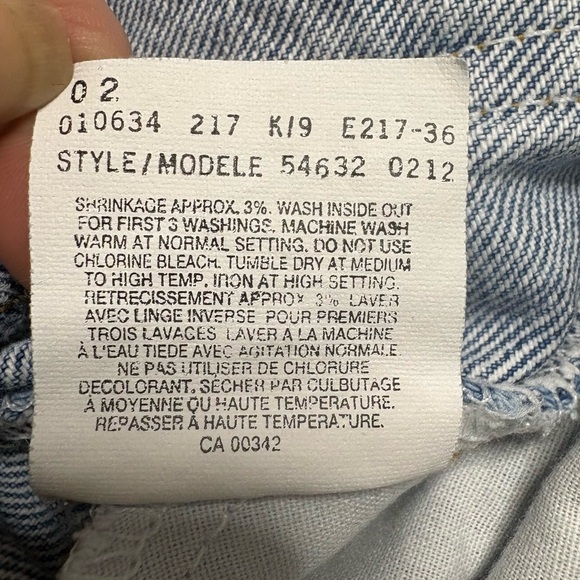 02
010634 217 K/9 E217-36
STYLE/MODELE 54632 0212
SHRINKAGE APPROX. 3%. WASH INSIDE OUT
FOR FIRST 3 WASHINGS. MACHINE WASH
WARM AT NORMAL SETTING. DO NOT USE
CHLORINE BLEACH. TUMBLE DRY AT MEDIUM
TO HIGH TEMP. IRON AT HIGH SETTING.
RETRECISSEMENT APPROX 3% LAVER
AVEC LINGE INVERSE POUR PREMIERS
TROIS LAVAGES. LAVER A LA MACHINE
À L'EAU TIEDE AVEC AGITATION NORMALE.
NE PAS UTILISER DE CHLORURE
DECOLORANT. SÉCHER PAR CULBUTAGE
À MOYENNE OU HAUTE TEMPERATURE.
REPASSER À HAUTE TEMPERATURE.
CA 00342